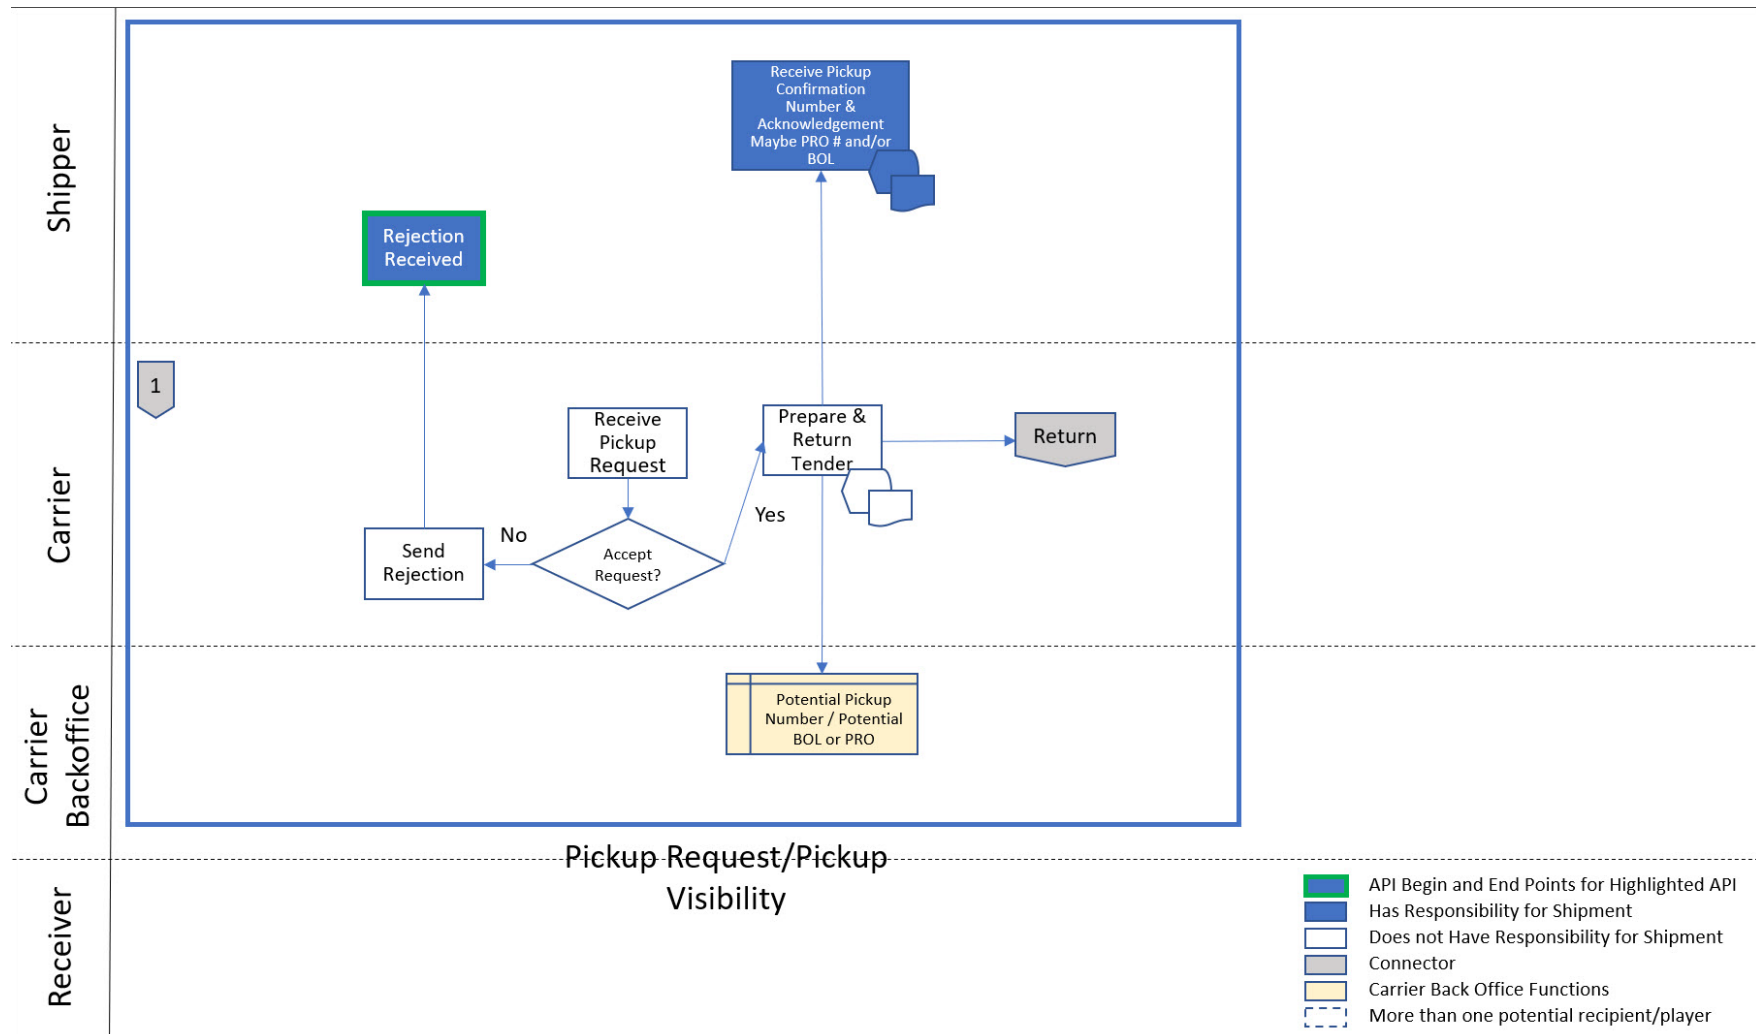 Shipper
Receive Pickup
Confirmation
Number &
Acknowledgement
Maybe PRO # and/or
BOL
Rejection
Received
Carrier
1
Receive
Pickup
Request
Prepare &
Return
Tender
Return
Yes
No
Send
Rejection
Accept
Request?
Carrier
Backoffice
Potential Pickup
Number / Potential
BOL or PRO
Pickup Request/Pickup
Visibility
Receiver
API Begin and End Points for Highlighted API
Has Responsibility for Shipment
Does not Have Responsibility for Shipment
Connector
Carrier Back Office Functions
More than one potential recipient/player